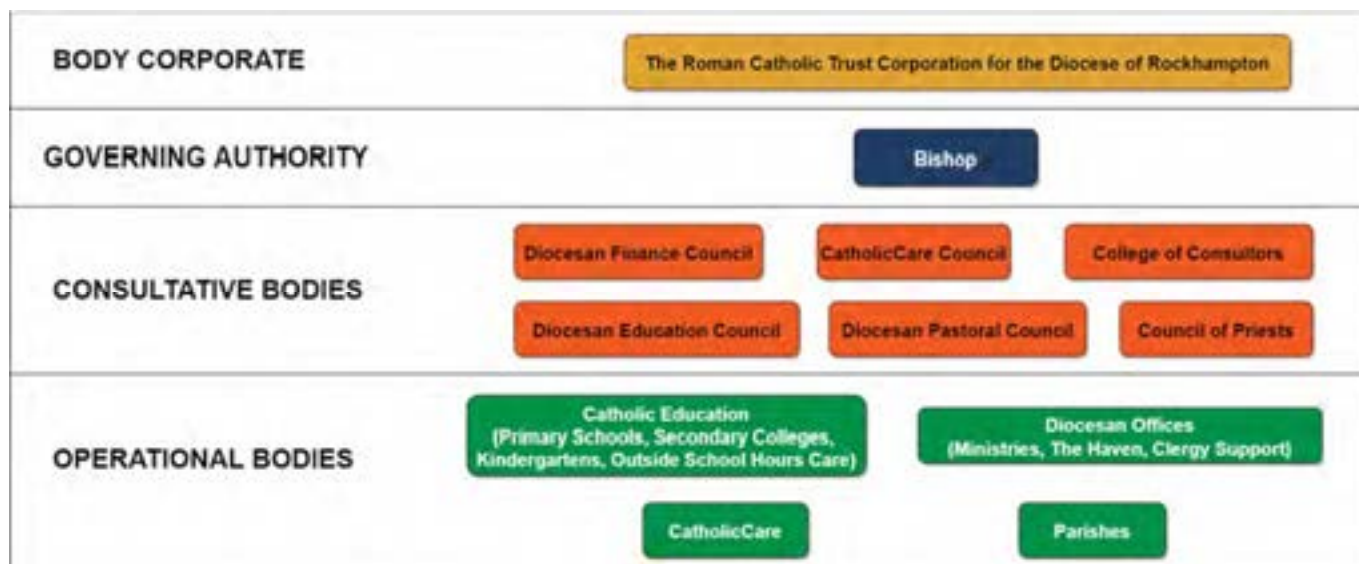 BODY CORPORATE
The Roman Catholic Trust Corporation for the Diocese of Rockhampton
GOVERNING AUTHORITY
Bishop
CONSULTATIVE BODIES
Diocesan Finance Council
CatholicCare Council
College of Consultors
Diocesan Education Council
Diocesan Pastoral Council
Council of Priests
OPERATIONAL BODIES
Catholic Education
(Primary Schools, Secondary Colleges,
Kindergartens, Outside School Hours Care)
Diocesan Offices
(Ministries, The Haven, Clergy Support)
CatholicCare
Parishes